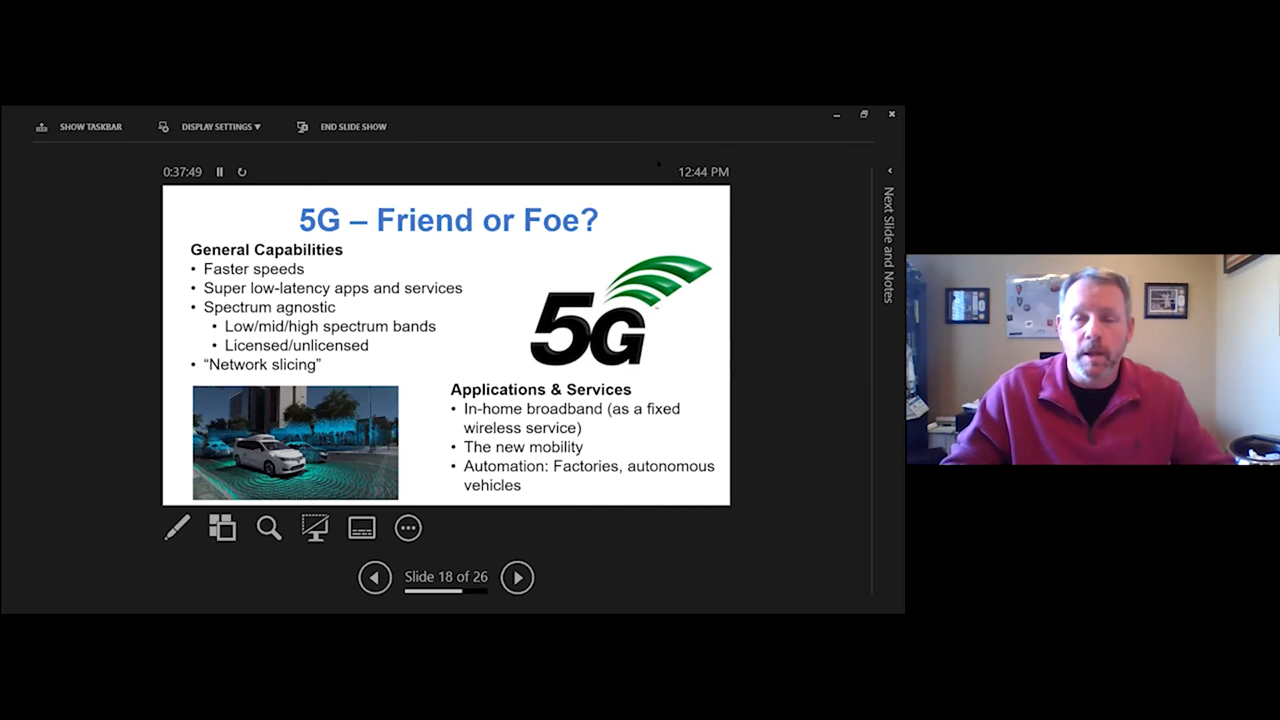 SHOW TASKBAR
DISPLAY SETTINGS ▾
END SLIDE SHOW
0:37:49
12:44 PM
5G – Friend or Foe?
General Capabilities
• Faster speeds
• Super low-latency apps and services
• Spectrum agnostic
• Low/mid/high spectrum bands
• Licensed/unlicensed
• “Network slicing”
5G
Applications & Services
• In-home broadband (as a fixed
wireless service)
• The new mobility
• Automation: Factories, autonomous
vehicles
Slide 18 of 26
Next Slide and Notes